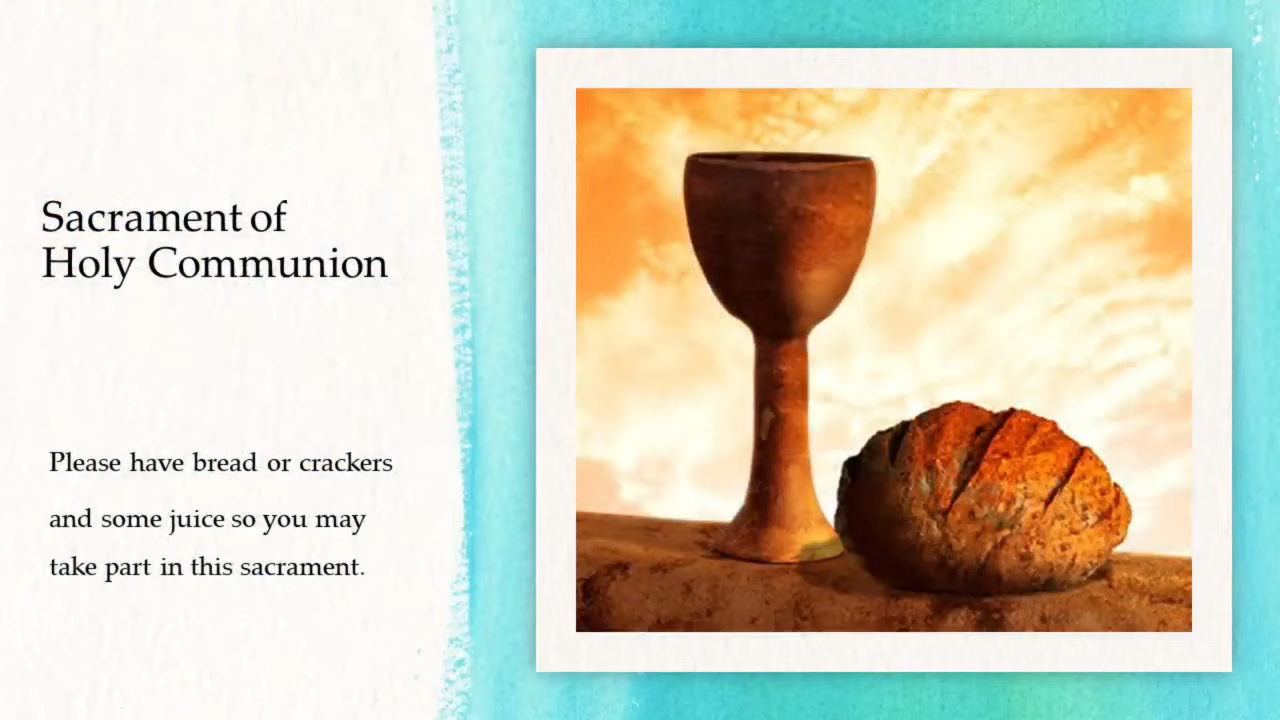 Sacrament of
Holy Communion
Please have bread or crackers
and some juice so you may
take part in this sacrament.